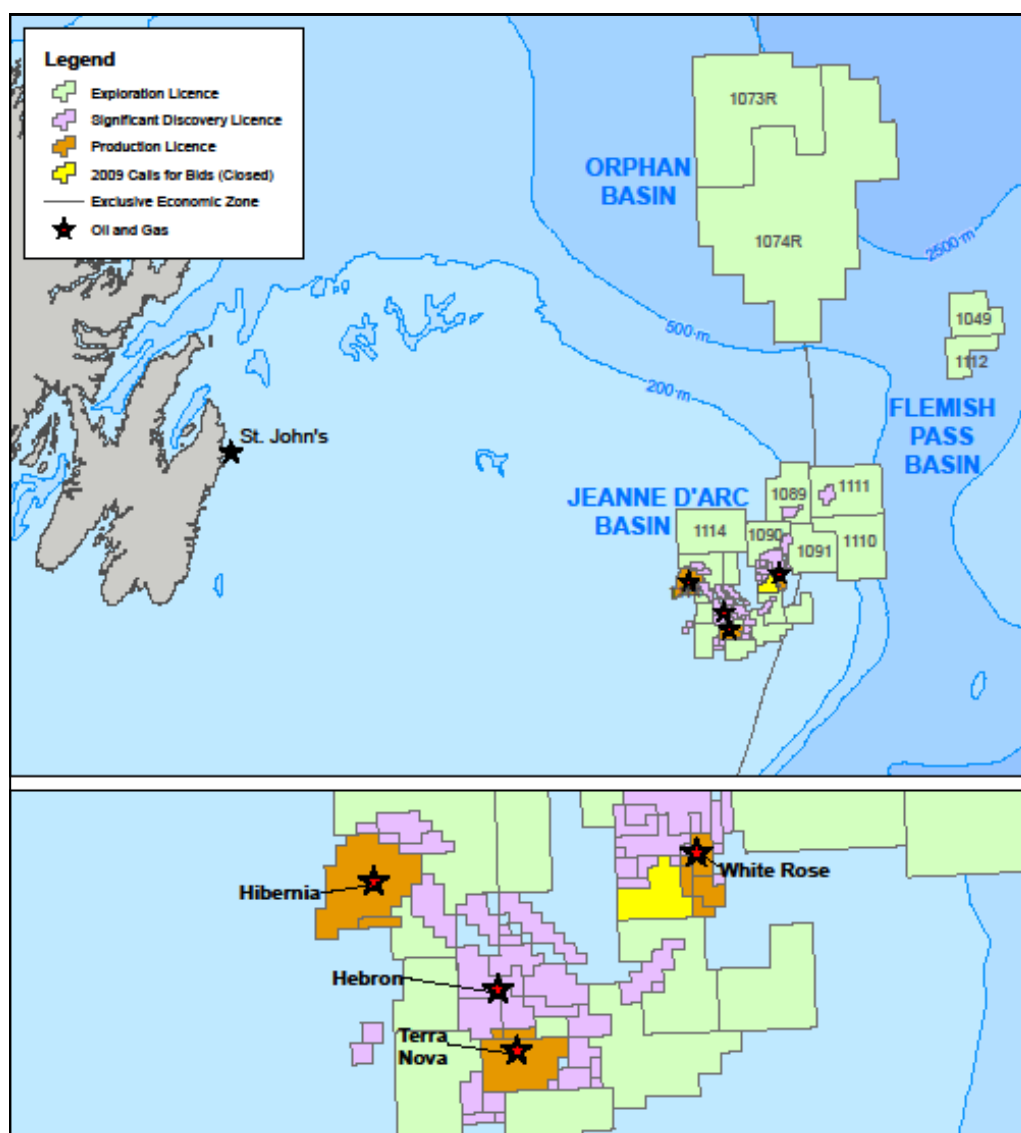 Legend
Exploration Licence
Significant Discovery Licence
Production Licence
2009 Calls for Bids (Closed)
Exclusive Economic Zone
Oil and Gas
1073R
ORPHAN
BASIN
1074R
2500 m
500 m
1049
1112
200 m
FLEMISH
PASS
BASIN
St. John's
JEANNE D'ARC
BASIN
1089
1111
1114
1090
1091
1110
White Rose
Hibernia
Hebron
Terra
Nova